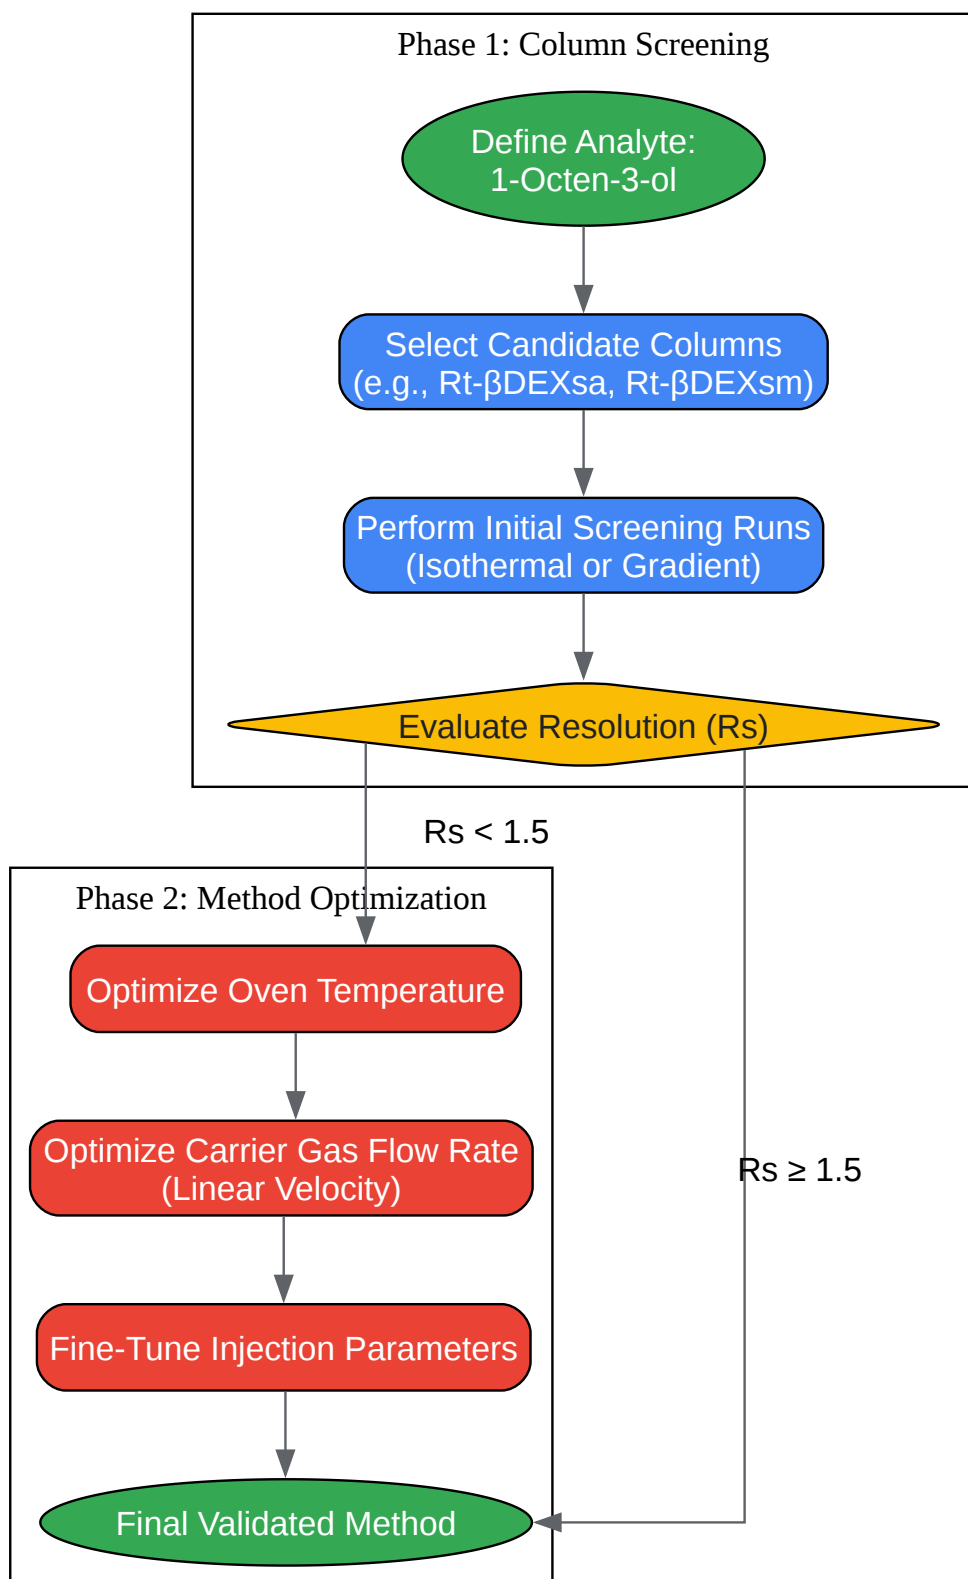 Phase 1: Column Screening
Define Analyte:
1-Octen-3-ol
Select Candidate Columns
(e.g., Rt-βDEXsa, Rt-βDEXsm)
Perform Initial Screening Runs
(Isothermal or Gradient)
Evaluate Resolution (Rs)
Rs < 1.5
Phase 2: Method Optimization
Optimize Oven Temperature
Optimize Carrier Gas Flow Rate
(Linear Velocity)
Rs ≥ 1.5
Fine-Tune Injection Parameters
Final Validated Method